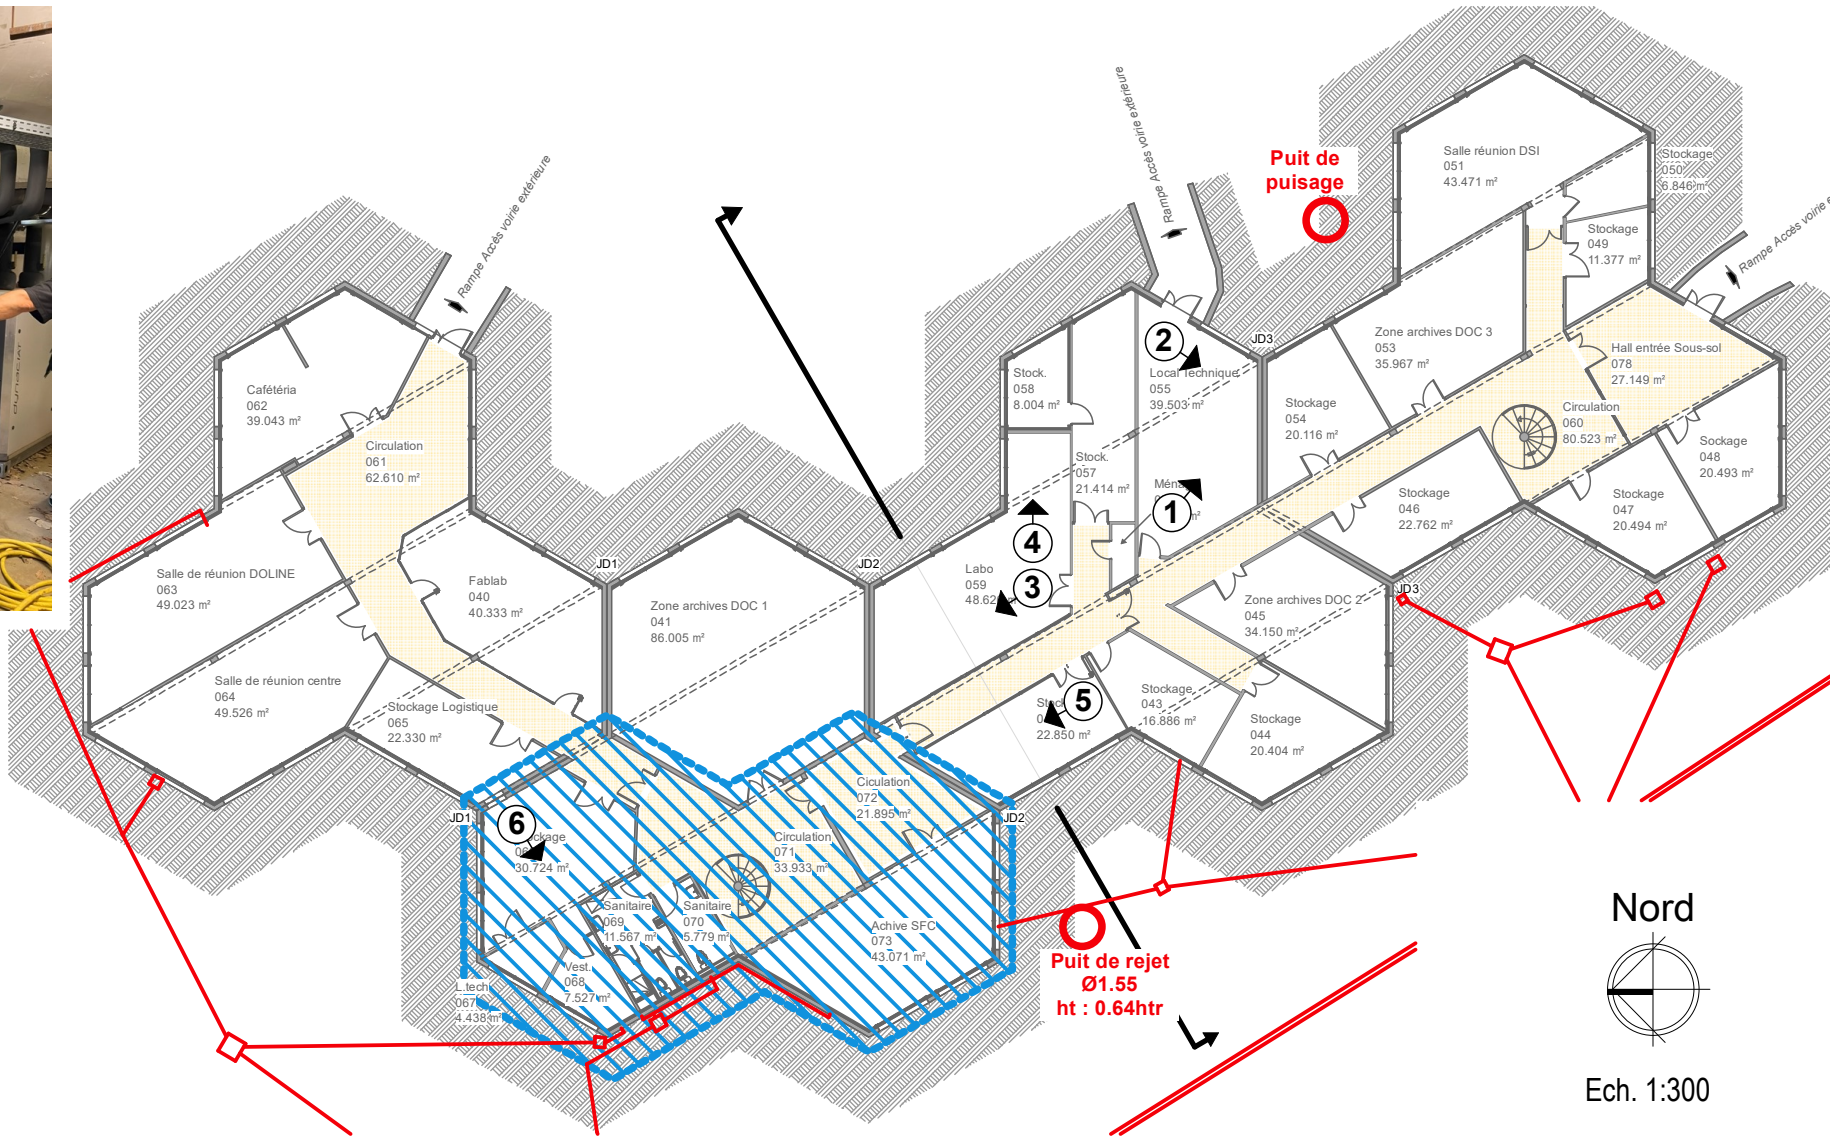 Rampe Accès voirie extérieure
Rampe Accès voirie extérieure
Rampe Accès voirie e
Puit de
puisage
Salle réunion DSI
051
43.471 m²
Stockage
050
6.846 m²
Stockage
049
11.377 m²
Zone archives DOC 3
053
35.967 m²
Hall entrée Sous-sol
078
27.149 m²
Circulation
060
80.523 m²
Sockage
048
20.493 m²
Stockage
047
20.494 m²
Stockage
046
22.762 m²
Stockage
054
20.116 m²
JD3
2
Local Technique
055
39.503 m²
Stock.
058
8.004 m²
Stock.
057
21.414 m²
Ména
1
4
3
Labo
059
48.62
Zone archives DOC 2
045
34.150 m²
JD3
5
22.850 m²
Stockage
043
16.886 m²
Stockage
044
20.404 m²
Cafétéria
062
39.043 m²
Circulation
061
62.610 m²
Salle de réunion DOLINE
063
49.023 m²
Fablab
040
40.333 m²
JD1
Zone archives DOC 1
041
86.005 m²
JD2
Salle de réunion centre
064
49.526 m²
Stockage Logistique
065
22.330 m²
JD1
6
ckage
30.724 m²
Circulation
071
33.933 m²
Ciculation
072
21.895 m²
JD2
Sanitaire
069
11.567 m²
Sanitaire
070
5.779 m²
Achive SFC
073
43.071 m²
Vest.
068
7.527 m²
L.tech
067
4.438 m²
Puit de rejet
Ø1.55
ht : 0.64htr
Nord
Ech. 1:300